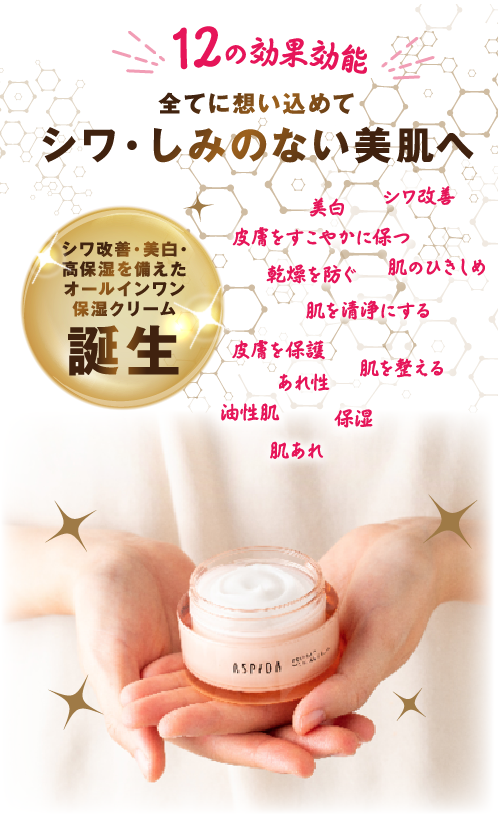 12の効果効能
全てに想い込めて
シワ・しみのない美肌へ
シワ改善
美白
皮膚をすこやかに保つ
乾燥を防ぐ
肌のひきしめ
肌を清浄にする
皮膚を保護
肌を整える
あれ性
油性肌
保湿
肌あれ
シワ改善・美白・
高保湿を備えた
オールインワン
保湿クリーム
誕生
ASPIDA